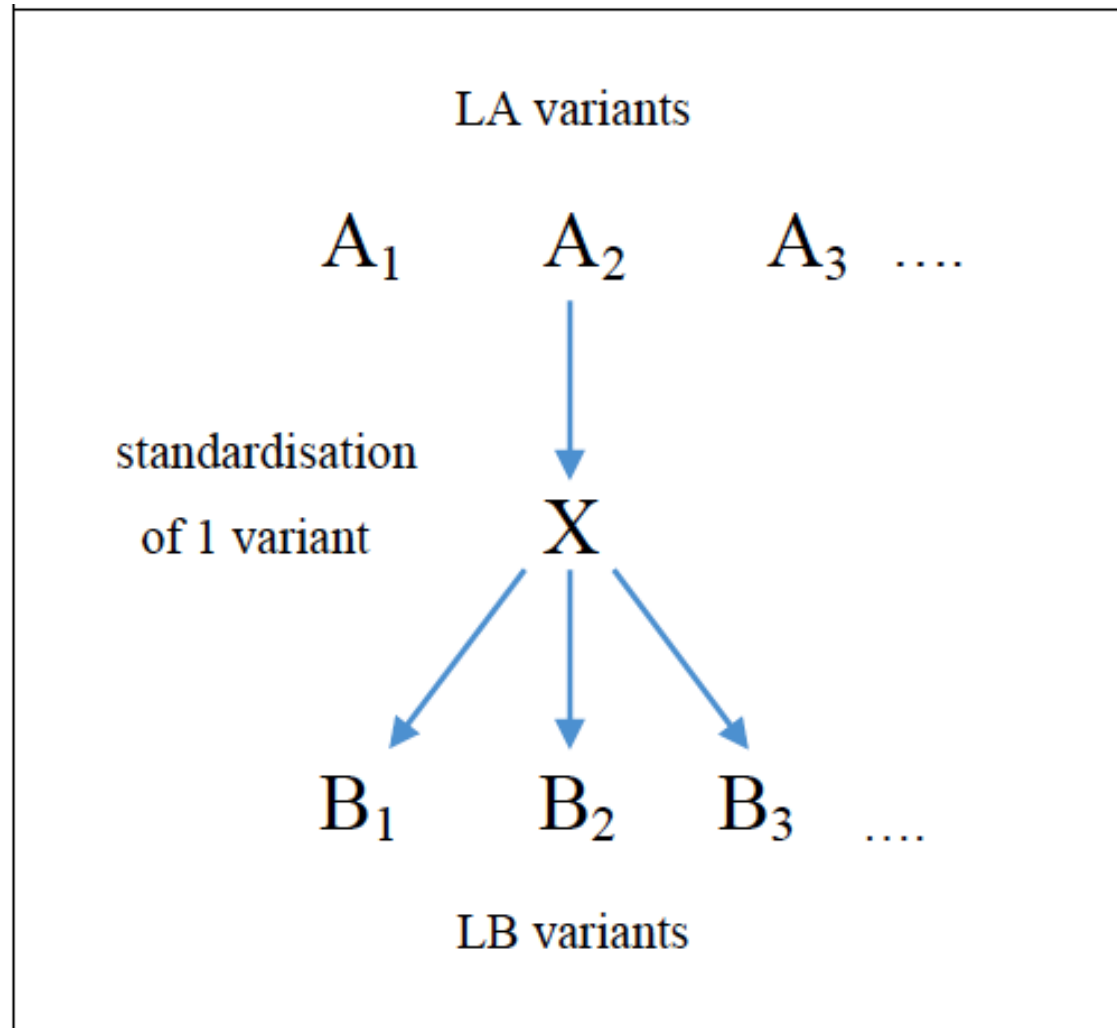 LA variants
A₁ A₂ A₃ ….
standardisation
of 1 variant
X
B₁ B₂ B₃ ….
LB variants